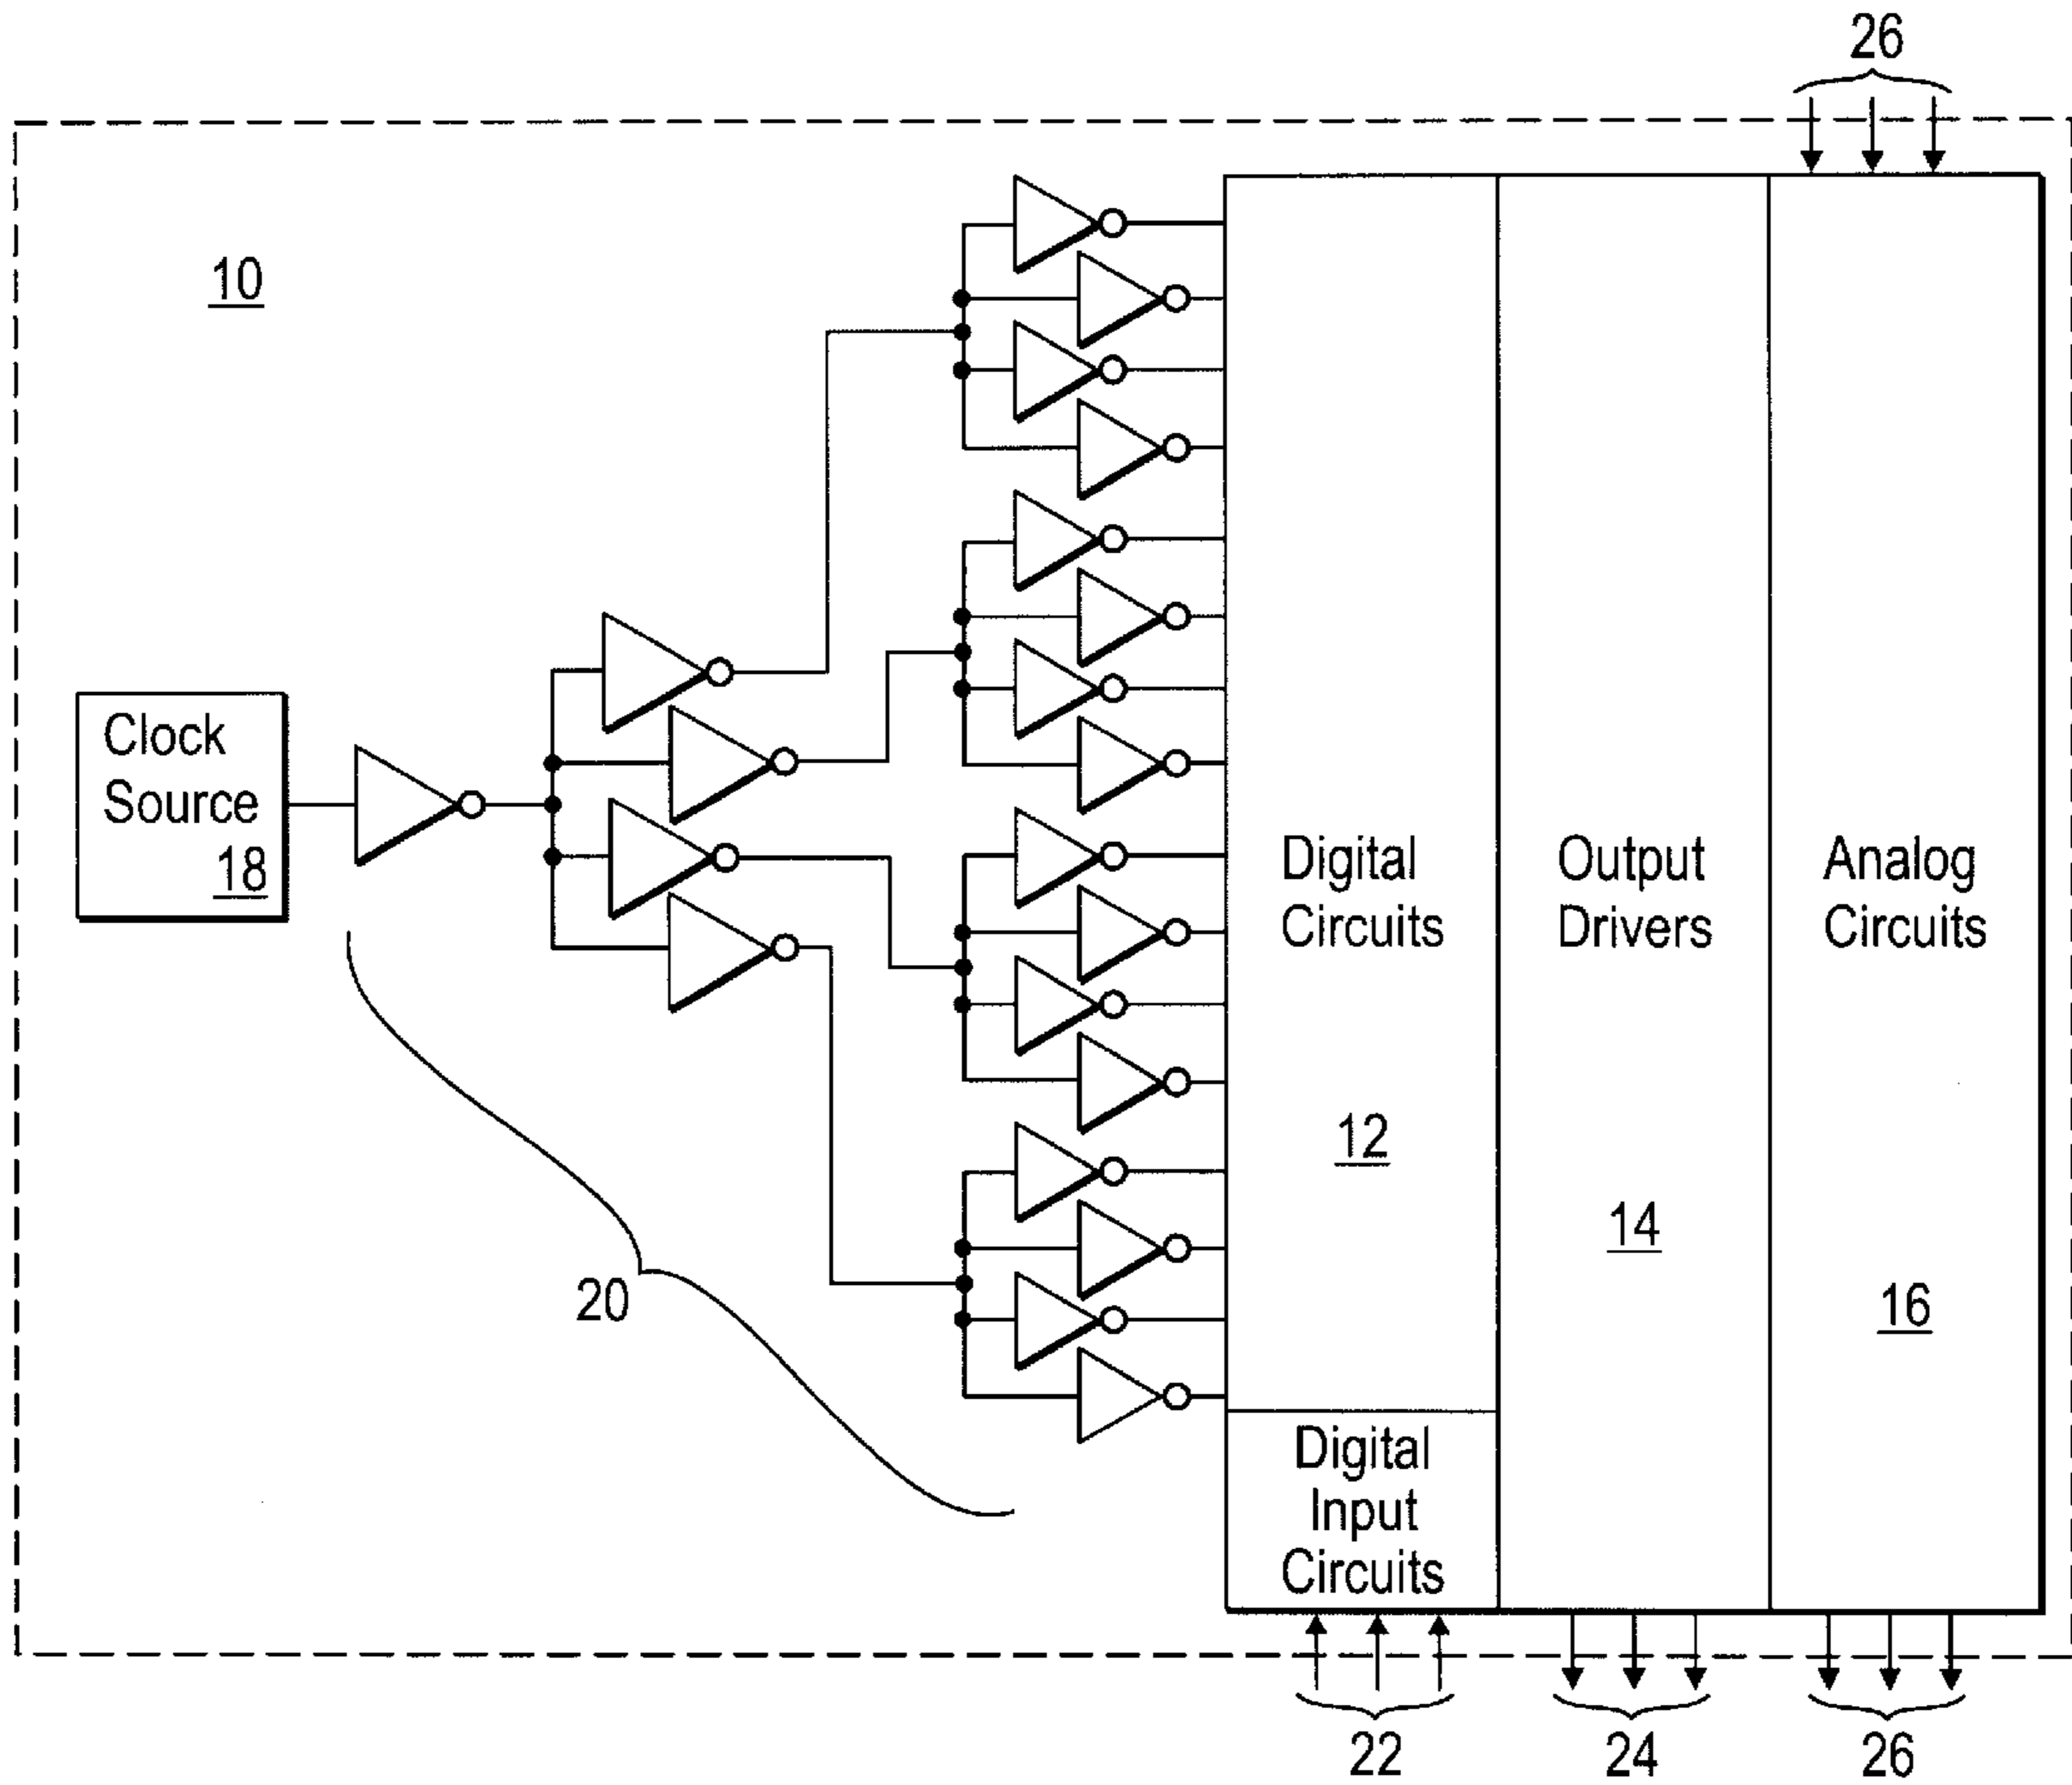 26
10
Clock
Source
18
Digital
Circuits
12
Output
Drivers
14
Analog
Circuits
16
20
Digital
Input
Circuits
22
24
26